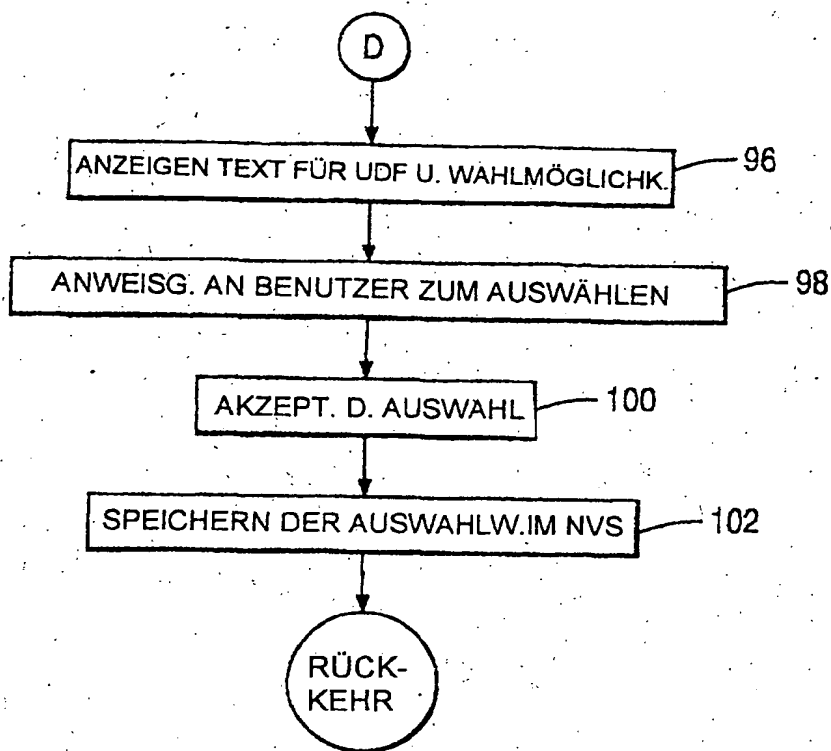 D
ANZEIGEN TEXT FÜR UDF U. WAHLMÖGLICHK.
96
ANWEISG. AN BENUTZER ZUM AUSWÄHLEN
98
AKZEPT. D. AUSWAHL
100
SPEICHERN DER AUSWAHLW.IM NVS
102
RÜCK-
KEHR